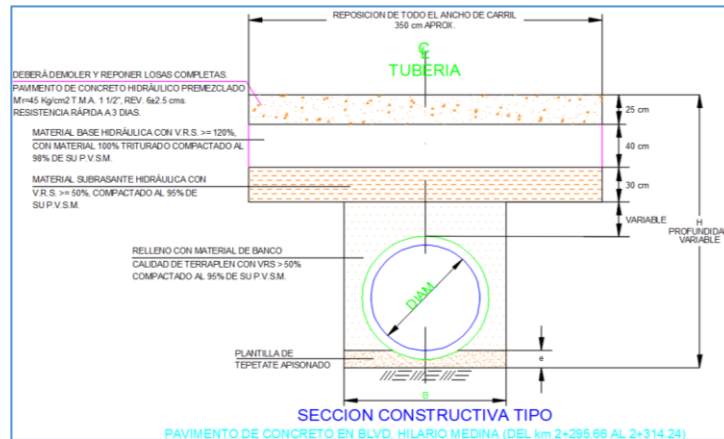 REPOSICION DE TODO EL ANCHO DE CARRIL
350 cm APROX.
TUBERIA
DEBERÁ DEMOLER Y REPONER LOSAS COMPLETAS.
PAVIMENTO DE CONCRETO HIDRÁULICO PREMEZCLADO
M'r=45 Kg/cm2 T.M.A. 1 1/2", REV. 6±2.5 cms.
RESISTENCIA RÁPIDA A 3 DIAS.
25 cm
MATERIAL BASE HIDRÁULICA CON V.R.S. >= 120%,
CON MATERIAL 100% TRITURADO COMPACTADO AL
98% DE SU P.V.S.M.
40 cm
MATERIAL SUBRASANTE HIDRÁULICA CON
V.R.S. >= 50%, COMPACTADO AL 95% DE
SU P.V.S.M.
30 cm
VARIABLE
H
PROFUNDIDA
VARIABLE
RELLENO CON MATERIAL DE BANCO
CALIDAD DE TERRAPLEN CON VRS > 50%
COMPACTADO AL 95% DE SU P.V.S.M.
DIAM
PLANTILLA DE
TEPETATE APISONADO
e
B
SECCION CONSTRUCTIVA TIPO
PAVIMENTO DE CONCRETO EN BLVD. HILARIO MEDINA (DEL km 2+295.66 AL 2+314.24)